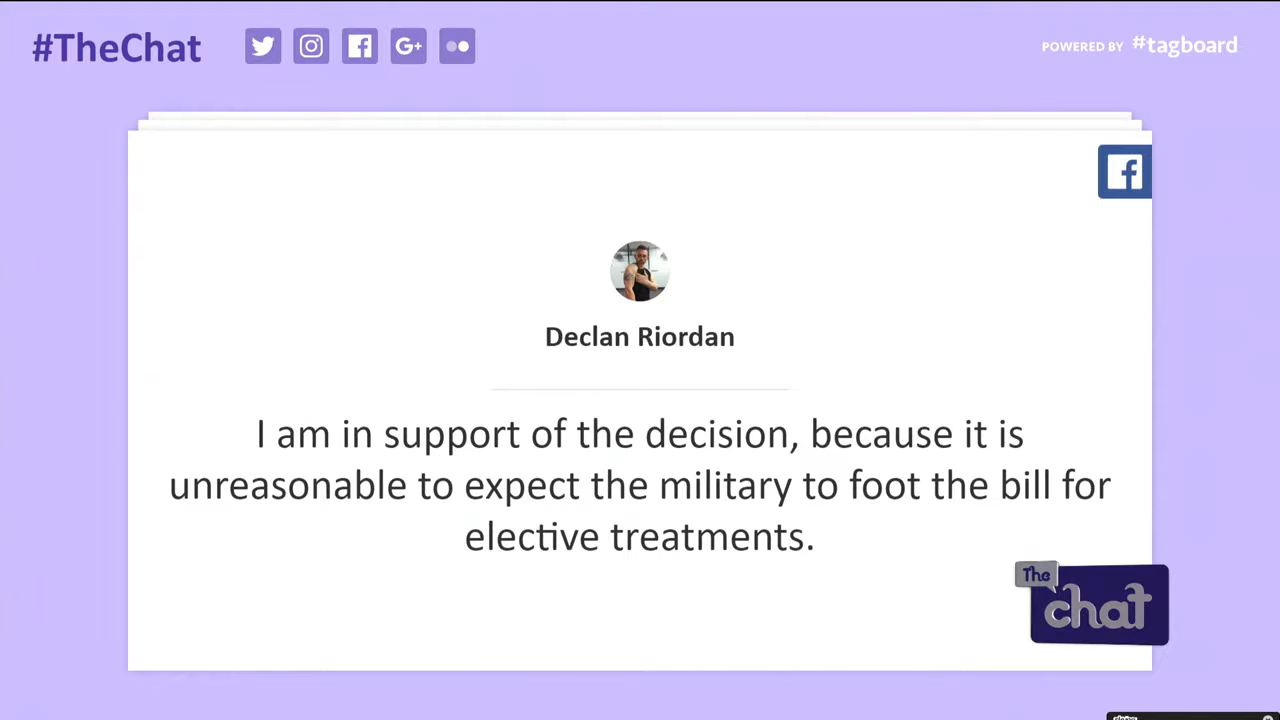 #TheChat
G+
POWERED BY #tagboard
Declan Riordan
I am in support of the decision, because it is
unreasonable to expect the military to foot the bill for
elective treatments.
The
chat